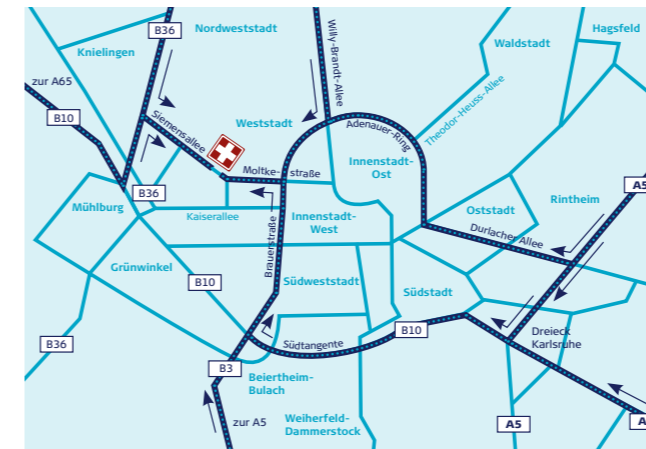 B36
Nordweststadt
Hagsfeld
Knielingen
Willy-Brandt-Allee
Waldstadt
zur A65
B10
Siemensallee
Weststadt
Adenauer-Ring
Theodor-Heuss-Allee
Innenstadt-
Ost
Moltke-
straße
B36
A5
Mühlburg
Kaiserallee
Innenstadt-
West
Oststadt
Rintheim
Durlacher Allee
Brauerstraße
Grünwinkel
B10
Südweststadt
Südstadt
B36
Südtangente
B10
Dreieck
Karlsruhe
B3
Beiertheim-
Bulach
zur A5
Weiherfeld-
Dammerstock
A5
A